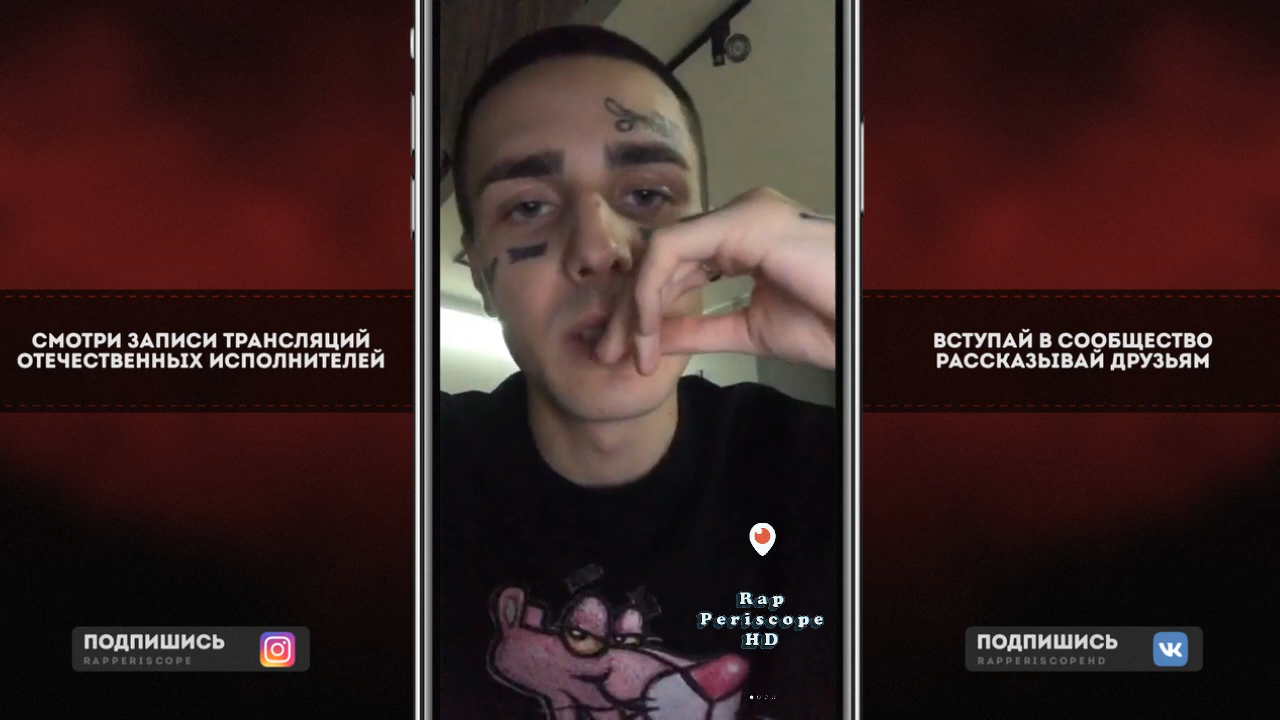 СМОТРИ ЗАПИСИ ТРАНСЛЯЦИЙ
ОТЕЧЕСТВЕННЫХ ИСПОЛНИТЕЛЕЙ
ВСТУПАЙ В СООБЩЕСТВО
РАССКАЗЫВАЙ ДРУЗЬЯМ
Rap
Periscope
HD
ПОДПИШИСЬ
RAPPERISCOPE
ПОДПИШИСЬ
RAPPERISCOPEHD